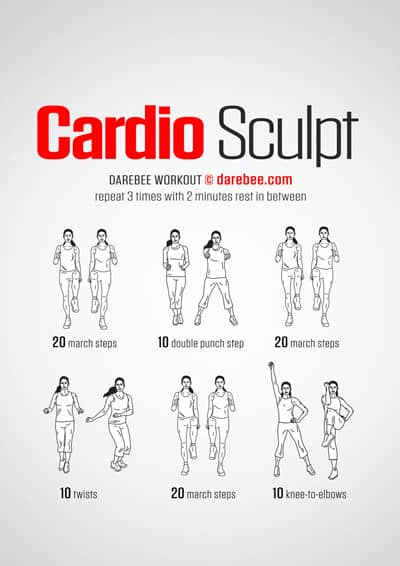 Cardio Sculpt
DAREBEE WORKOUT © darebee.com
repeat 3 times with 2 minutes rest in between
20 march steps
10 double punch step
20 march steps
10 twists
20 march steps
10 knee-to-elbows